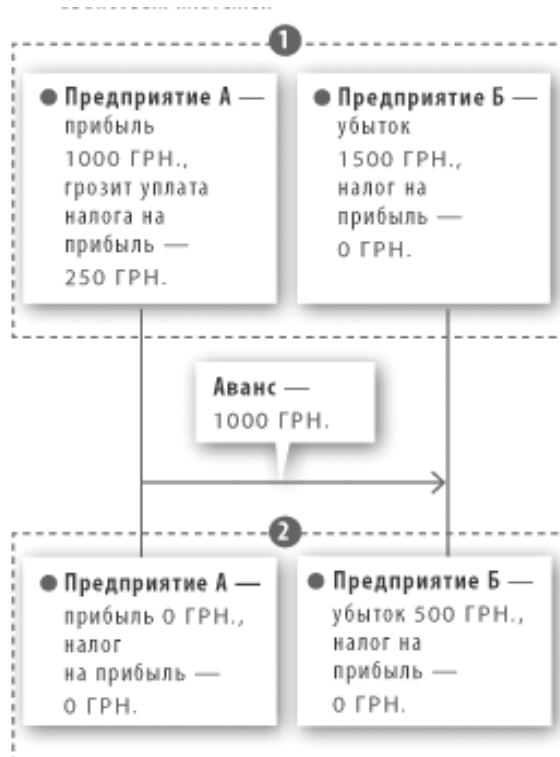 1
● Предприятие А —
прибыль
1000 ГРН.,
грозит уплата
налога на
прибыль —
250 ГРН.
● Предприятие Б —
убыток
1500 ГРН.,
налог на
прибыль —
0 ГРН.
Аванс —
1000 ГРН.
2
● Предприятие А —
прибыль 0 ГРН.,
налог
на прибыль —
0 ГРН.
● Предприятие Б —
убыток 500 ГРН.,
налог на
прибыль —
0 ГРН.